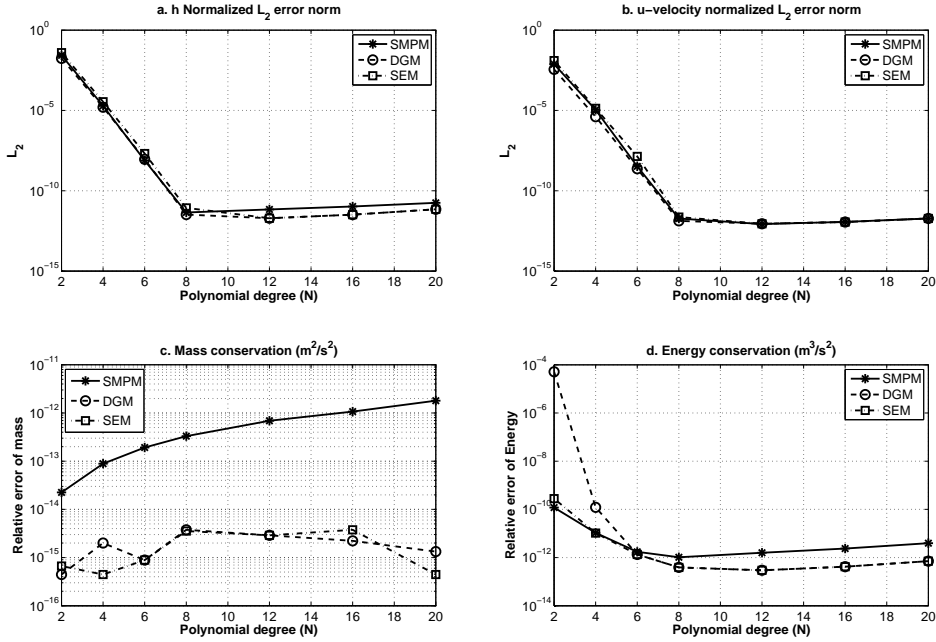 a. h Normalized L2 error norm
10^0
10^−5
10^−10
10^−15
L2
2 4 6 8 10 12 14 16 18 20
Polynomial degree (N)
SMPM
DGM
SEM
b. u−velocity normalized L2 error norm
10^0
10^−5
10^−10
10^−15
L2
2 4 6 8 10 12 14 16 18 20
Polynomial degree (N)
SMPM
DGM
SEM
c. Mass conservation (m^2/s^2)
10^−11
10^−12
10^−13
10^−14
10^−15
10^−16
Relative error of mass
2 4 6 8 10 12 14 16 18 20
Polynomial degree (N)
SMPM
DGM
SEM
d. Energy conservation (m^3/s^2)
10^−4
10^−6
10^−8
10^−10
10^−12
10^−14
Relative error of Energy
2 4 6 8 10 12 14 16 18 20
Polynomial degree (N)
SMPM
DGM
SEM